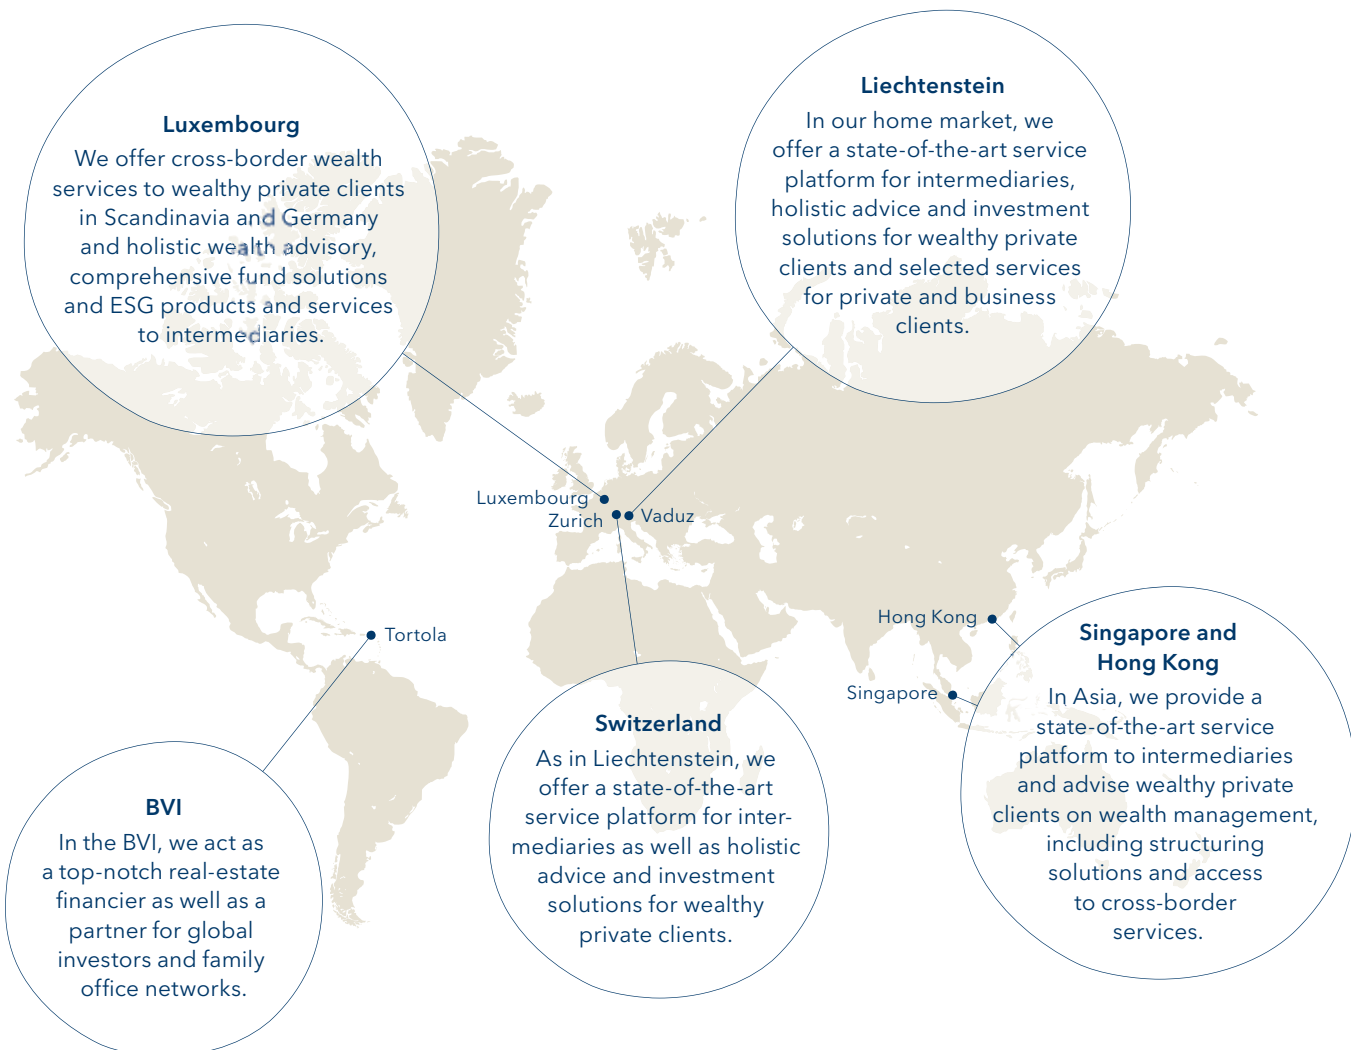 Luxembourg
We offer cross-border wealth
services to wealthy private clients
in Scandinavia and Germany
and holistic wealth advisory,
comprehensive fund solutions
and ESG products and services
to intermediaries.
Liechtenstein
In our home market, we
offer a state-of-the-art service
platform for intermediaries,
holistic advice and investment
solutions for wealthy private
clients and selected services
for private and business
clients.
Luxembourg
Zurich
Vaduz
Tortola
Hong Kong
Singapore
BVI
In the BVI, we act as
a top-notch real-estate
financier as well as a
partner for global
investors and family
office networks.
Switzerland
As in Liechtenstein, we
offer a state-of-the-art
service platform for inter-
mediaries as well as holistic
advice and investment
solutions for wealthy
private clients.
Singapore and
Hong Kong
In Asia, we provide a
state-of-the-art service
platform to intermediaries
and advise wealthy private
clients on wealth management,
including structuring
solutions and access
to cross-border
services.